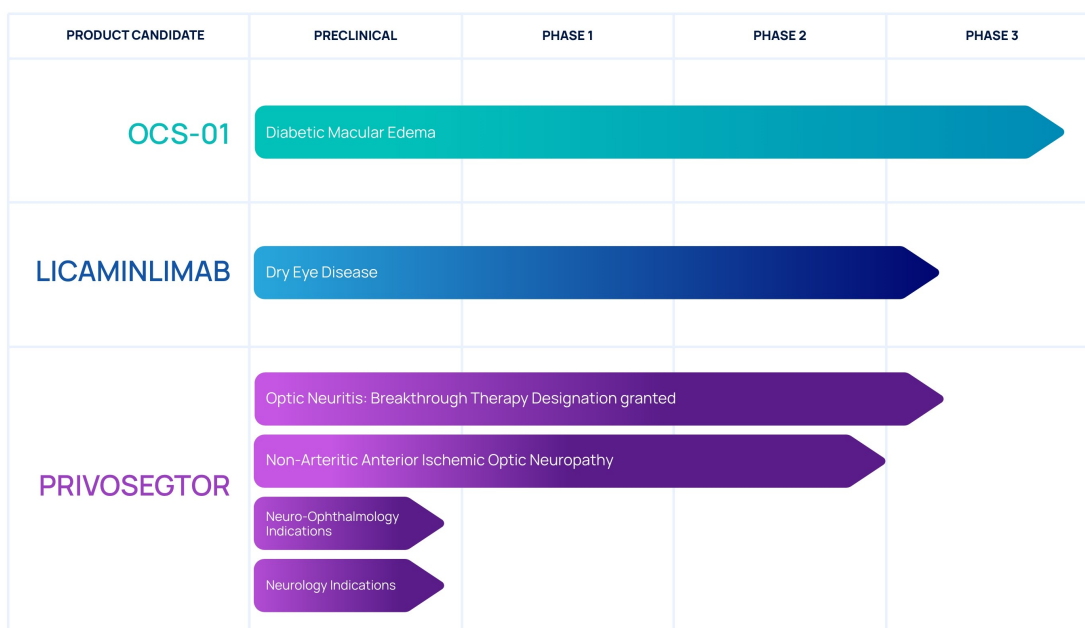 PRODUCT CANDIDATE
PRECLINICAL
PHASE 1
PHASE 2
PHASE 3
OCS-01
Diabetic Macular Edema
LICAMINLIMAB
Dry Eye Disease
PRIVOSEGTOR
Optic Neuritis: Breakthrough Therapy Designation granted
Non-Arteritic Anterior Ischemic Optic Neuropathy
Neuro-Ophthalmology
Indications
Neurology Indications